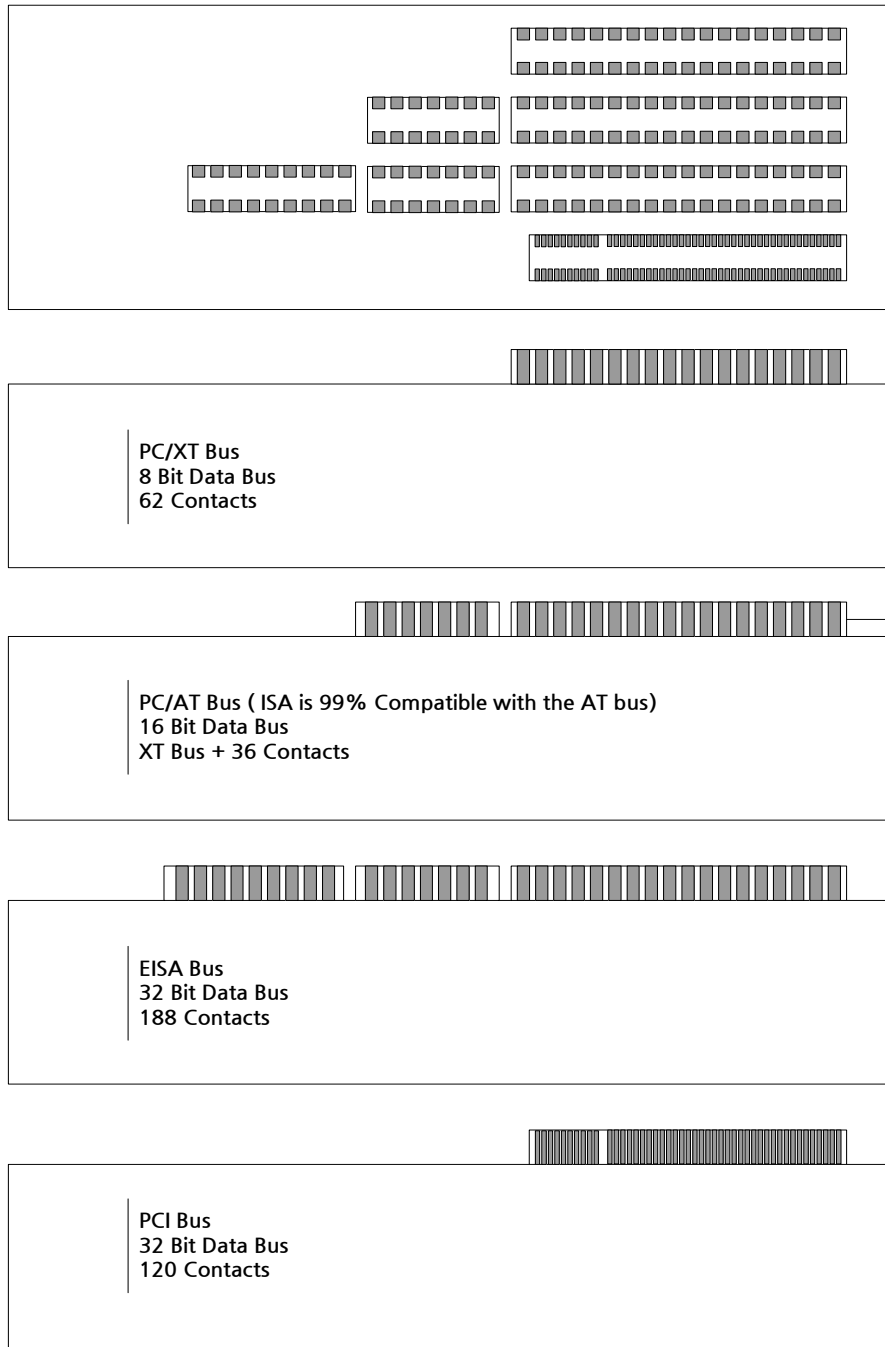 PC/XT Bus
8 Bit Data Bus
62 Contacts
PC/AT Bus ( ISA is 99% Compatible with the AT bus)
16 Bit Data Bus
XT Bus + 36 Contacts
EISA Bus
32 Bit Data Bus
188 Contacts
PCI Bus
32 Bit Data Bus
120 Contacts